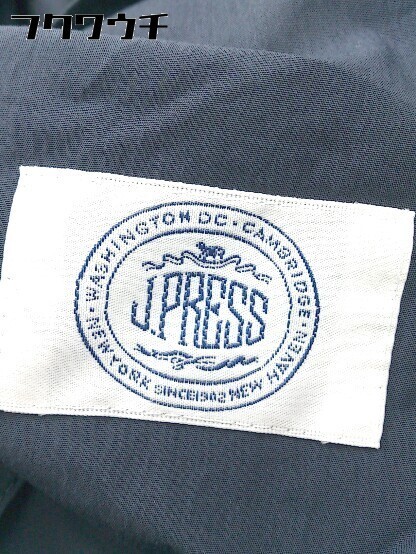 フクワウチ
WASHINGTON DC · CAMBRIDGE ·
J.PRESS
· NEW YORK SINCE1902 NEW HAVEN